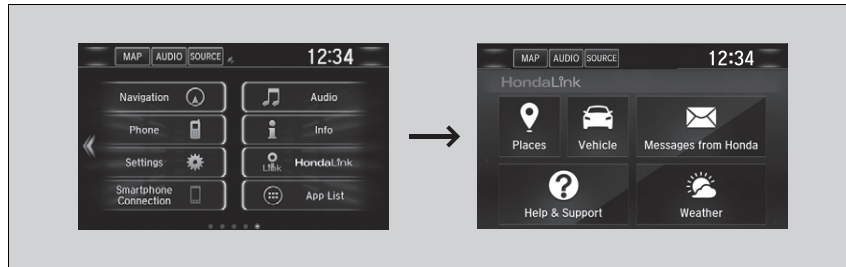 MAP AUDIO SOURCE 12:34
Navigation Audio
Phone Info
Settings HondaLink
Smartphone
Connection App List
MAP AUDIO SOURCE 12:34
HondaLink
Places Vehicle Messages from Honda
Help & Support Weather